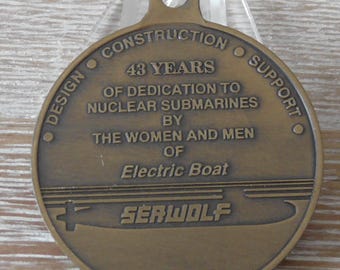 DESIGN • CONSTRUCTION • SUPPORT •
43 YEARS
OF DEDICATION TO
NUCLEAR SUBMARINES
BY
THE WOMEN AND MEN
OF
Electric Boat
SEAWOLF